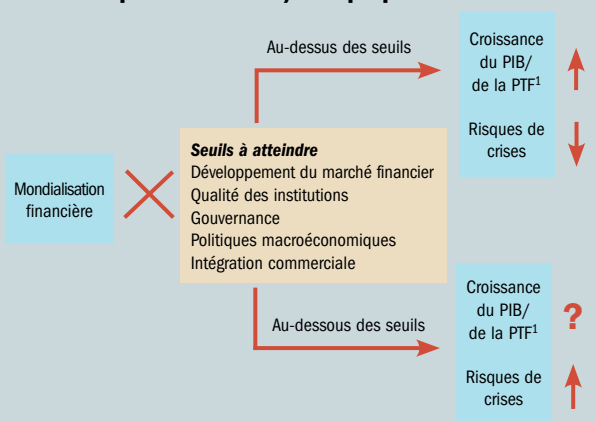 Au-dessus des seuils
Croissance
du PIB/
de la PTF1
Risques de
crises
Mondialisation
financière
Seuils à atteindre
Développement du marché financier
Qualité des institutions
Gouvernance
Politiques macroéconomiques
Intégration commerciale
Au-dessous des seuils
Croissance
du PIB/
de la PTF1
?
Risques de
crises